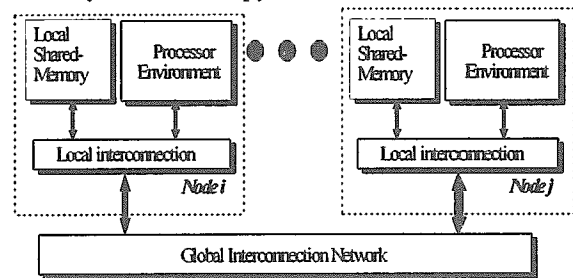 Local
Shared-
Memory
Processor
Environment
Local interconnection
Node i
Local
Shared-
Memory
Processor
Environment
Local interconnection
Node j
Global Interconnection Network